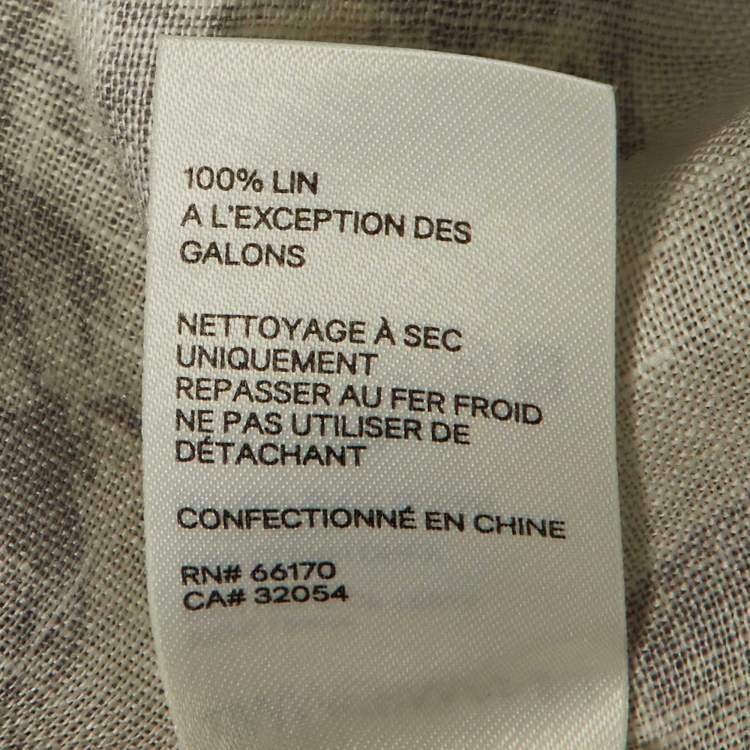 100% LIN
A L'EXCEPTION DES
GALONS
NETTOYAGE À SEC
UNIQUEMENT
REPASSER AU FER FROID
NE PAS UTILISER DE
DÉTACHANT
CONFECTIONNÉ EN CHINE
RN# 66170
CA# 32054